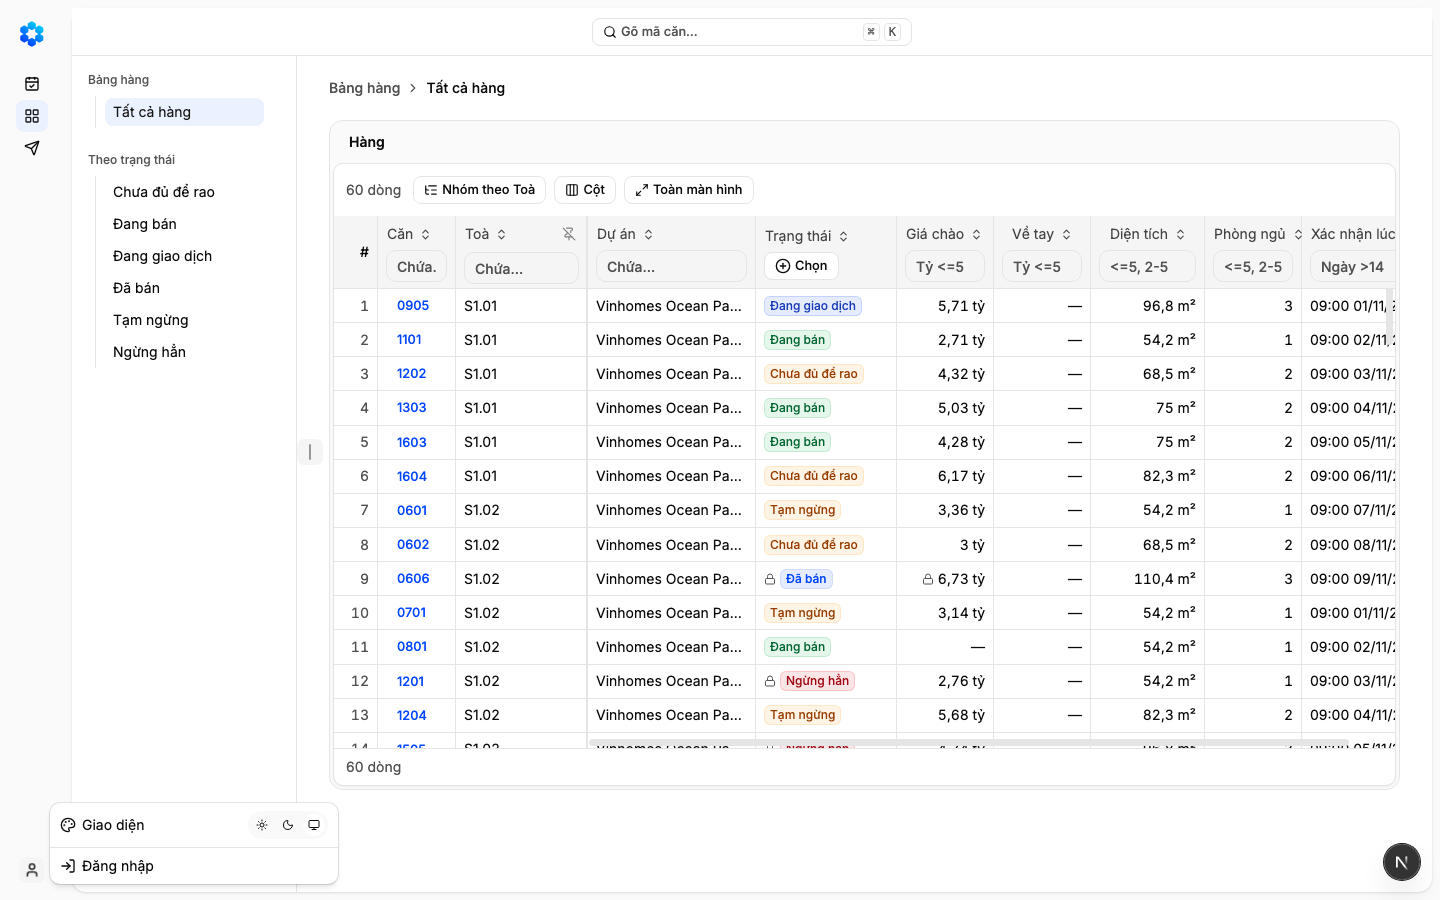 Gõ mã căn... ⌘ K
Bảng hàng
Tất cả hàng
Theo trạng thái
Chưa đủ để rao
Đang bán
Đang giao dịch
Đã bán
Tạm ngừng
Ngừng hẳn
Bảng hàng > Tất cả hàng
Hàng
60 dòng Nhóm theo Toà Cột Toàn màn hình
# Căn Toà Dự án Trạng thái Giá chào Về tay Diện tích Phòng ngủ Xác nhận lúc
Chứa. Chứa... Chứa... Chọn Tỷ <=5 Tỷ <=5 <=5, 2-5 <=5, 2-5 Ngày >14
1 0905 S1.01 Vinhomes Ocean Pa... Đang giao dịch 5,71 tỷ — 96,8 m² 3 09:00 01/11/2
2 1101 S1.01 Vinhomes Ocean Pa... Đang bán 2,71 tỷ — 54,2 m² 1 09:00 02/11/2
3 1202 S1.01 Vinhomes Ocean Pa... Chưa đủ để rao 4,32 tỷ — 68,5 m² 2 09:00 03/11/2
4 1303 S1.01 Vinhomes Ocean Pa... Đang bán 5,03 tỷ — 75 m² 2 09:00 04/11/2
5 1603 S1.01 Vinhomes Ocean Pa... Đang bán 4,28 tỷ — 75 m² 2 09:00 05/11/2
6 1604 S1.01 Vinhomes Ocean Pa... Chưa đủ để rao 6,17 tỷ — 82,3 m² 2 09:00 06/11/2
7 0601 S1.02 Vinhomes Ocean Pa... Tạm ngừng 3,36 tỷ — 54,2 m² 1 09:00 07/11/2
8 0602 S1.02 Vinhomes Ocean Pa... Chưa đủ để rao 3 tỷ — 68,5 m² 2 09:00 08/11/2
9 0606 S1.02 Vinhomes Ocean Pa... Đã bán 6,73 tỷ — 110,4 m² 3 09:00 09/11/2
10 0701 S1.02 Vinhomes Ocean Pa... Tạm ngừng 3,14 tỷ — 54,2 m² 1 09:00 01/11/2
11 0801 S1.02 Vinhomes Ocean Pa... Đang bán — — 54,2 m² 1 09:00 02/11/2
12 1201 S1.02 Vinhomes Ocean Pa... Ngừng hẳn 2,76 tỷ — 54,2 m² 1 09:00 03/11/2
13 1204 S1.02 Vinhomes Ocean Pa... Tạm ngừng 5,68 tỷ — 82,3 m² 2 09:00 04/11/2
60 dòng
Giao diện
Đăng nhập
N